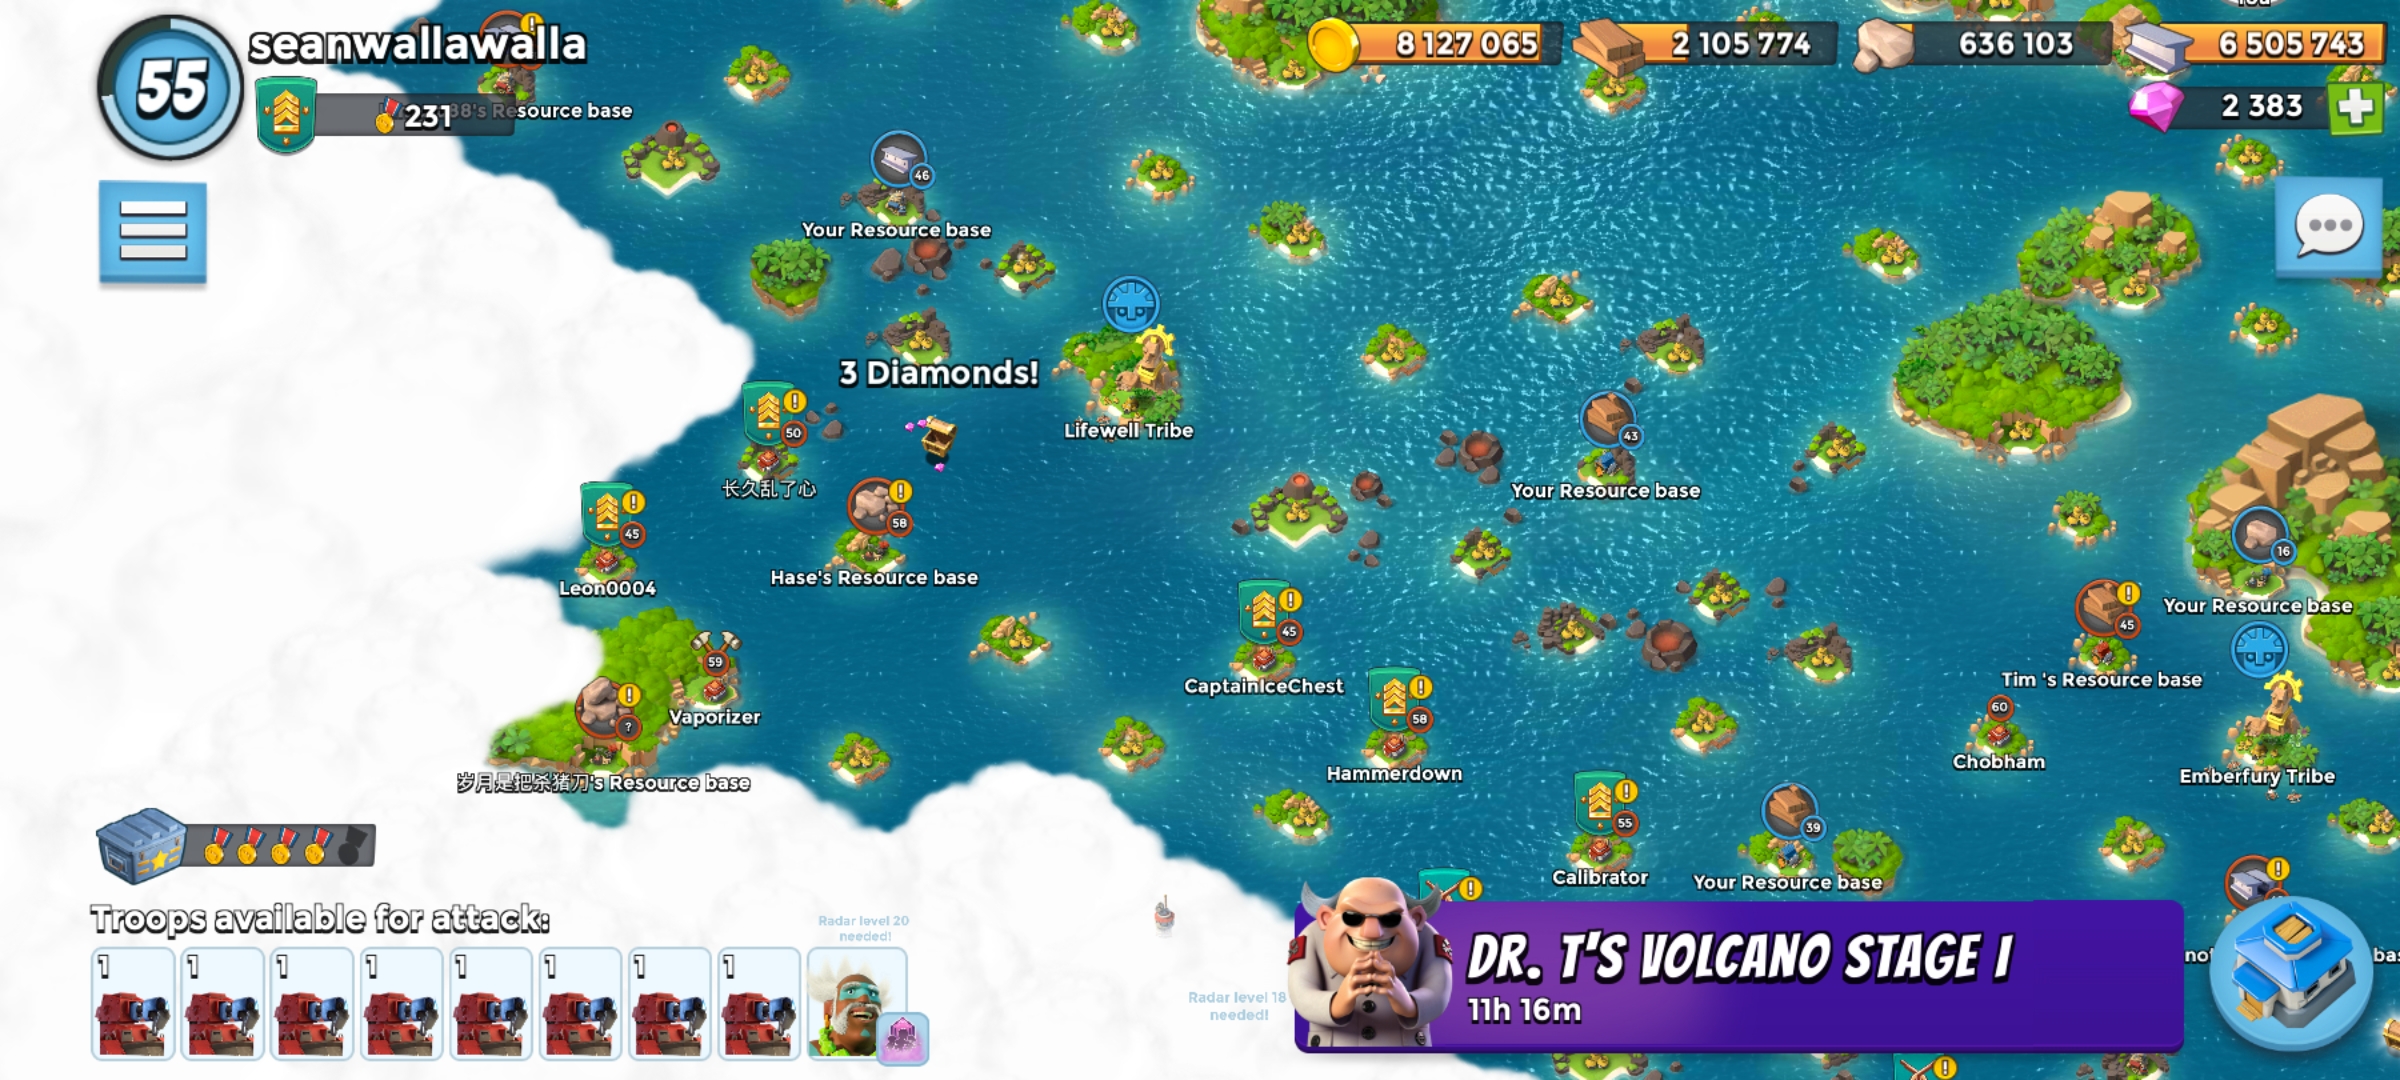 55
seanwallawalla
231
Resource base
8 127 065
2 105 774
636 103
6 505 743
2 383
46
Your Resource base
3 Diamonds!
Lifewell Tribe
50
长久乱了心
45
Leon0004
58
Hase's Resource base
43
Your Resource base
16
Your Resource base
45
Tim 's Resource base
45
CaptainIceChest
59
Vaporizer
?
岁月是把杀猪刀's Resource base
58
Hammerdown
60
Chobham
Emberfury Tribe
55
Calibrator
39
Your Resource base
Troops available for attack:
1
1
1
1
1
1
1
1
Radar level 20
needed!
Radar level 18
needed!
DR. T'S VOLCANO STAGE I
11h 16m